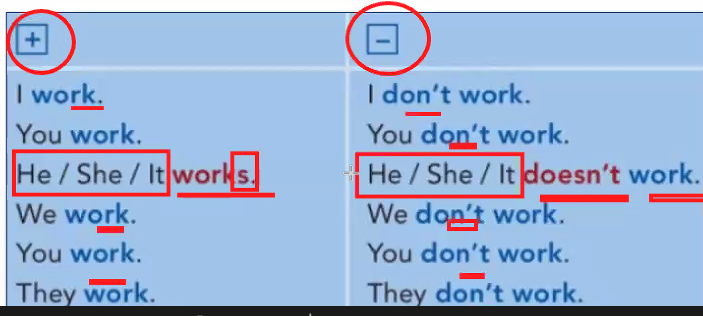 +
I work.
You work.
He / She / It works.
We work.
You work.
They work.
−
I don't work.
You don't work.
He / She / It doesn't work.
We don't work.
You don't work.
They don't work.